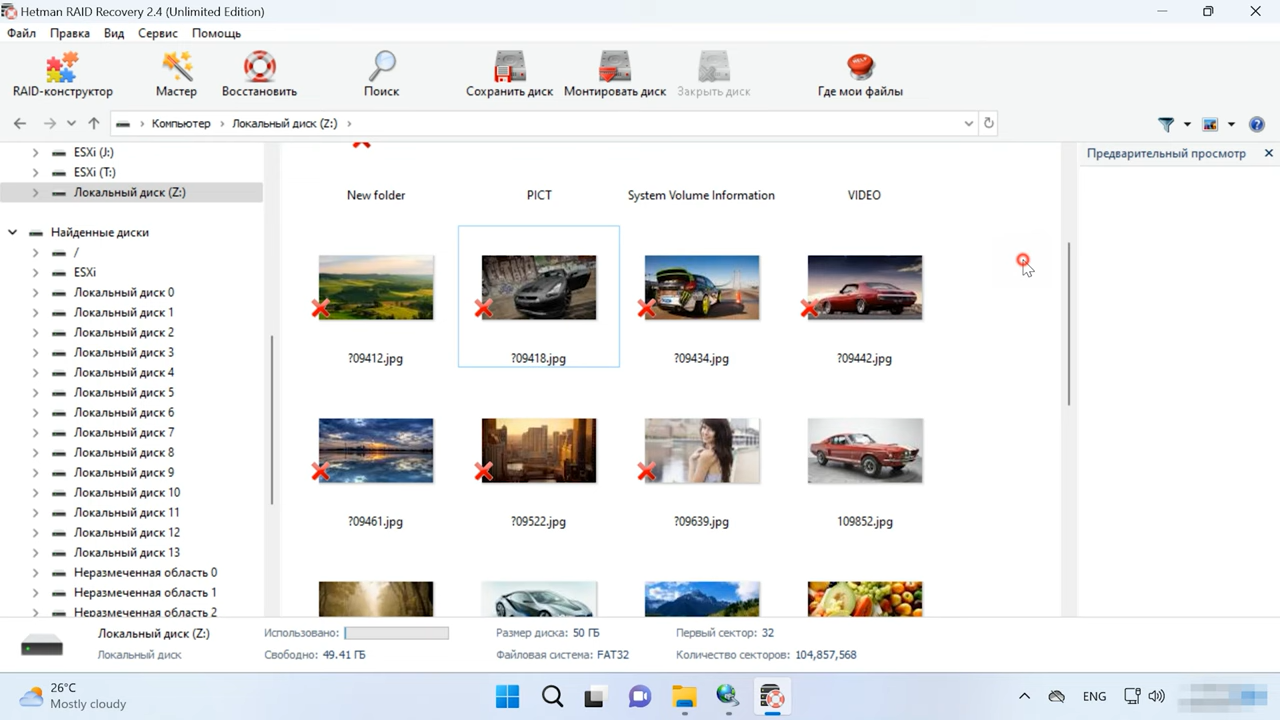 Hetman RAID Recovery 2.4 (Unlimited Edition)
Файл Правка Вид Сервис Помощь
RAID-конструктор Мастер Восстановить Поиск Сохранить диск Монтировать диск Закрыть диск Где мои файлы
Компьютер Локальный диск (Z:)
Предварительный просмотр
ESXi (J:)
ESXi (T:)
Локальный диск (Z:)
Найденные диски
/
ESXi
Локальный диск 0
Локальный диск 1
Локальный диск 2
Локальный диск 3
Локальный диск 4
Локальный диск 5
Локальный диск 6
Локальный диск 7
Локальный диск 8
Локальный диск 9
Локальный диск 10
Локальный диск 11
Локальный диск 12
Локальный диск 13
Неразмеченная область 0
Неразмеченная область 1
Неразмеченная область 2
New folder PICT System Volume Information VIDEO
?09412.jpg ?09418.jpg ?09434.jpg ?09442.jpg
?09461.jpg ?09522.jpg ?09639.jpg 109852.jpg
Локальный диск (Z:) Использовано: Размер диска: 50 ГБ Первый сектор: 32
Локальный диск Свободно: 49.41 ГБ Файловая система: FAT32 Количество секторов: 104,857,568
26°C
Mostly cloudy
ENG